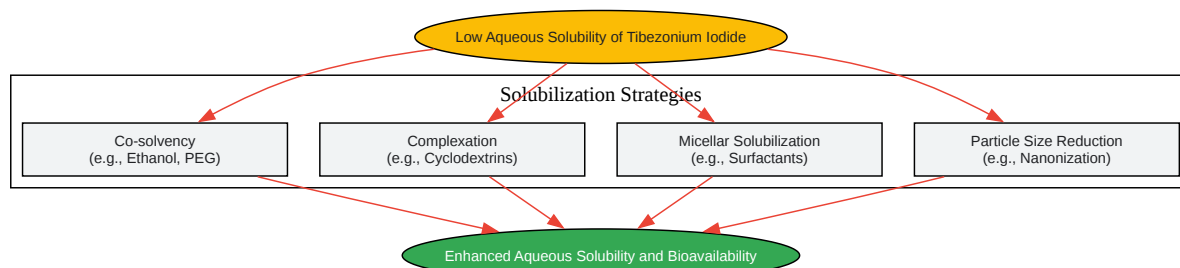 Low Aqueous Solubility of Tibezonium Iodide
Solubilization Strategies
Co-solvency
(e.g., Ethanol, PEG)
Complexation
(e.g., Cyclodextrins)
Micellar Solubilization
(e.g., Surfactants)
Particle Size Reduction
(e.g., Nanonization)
Enhanced Aqueous Solubility and Bioavailability